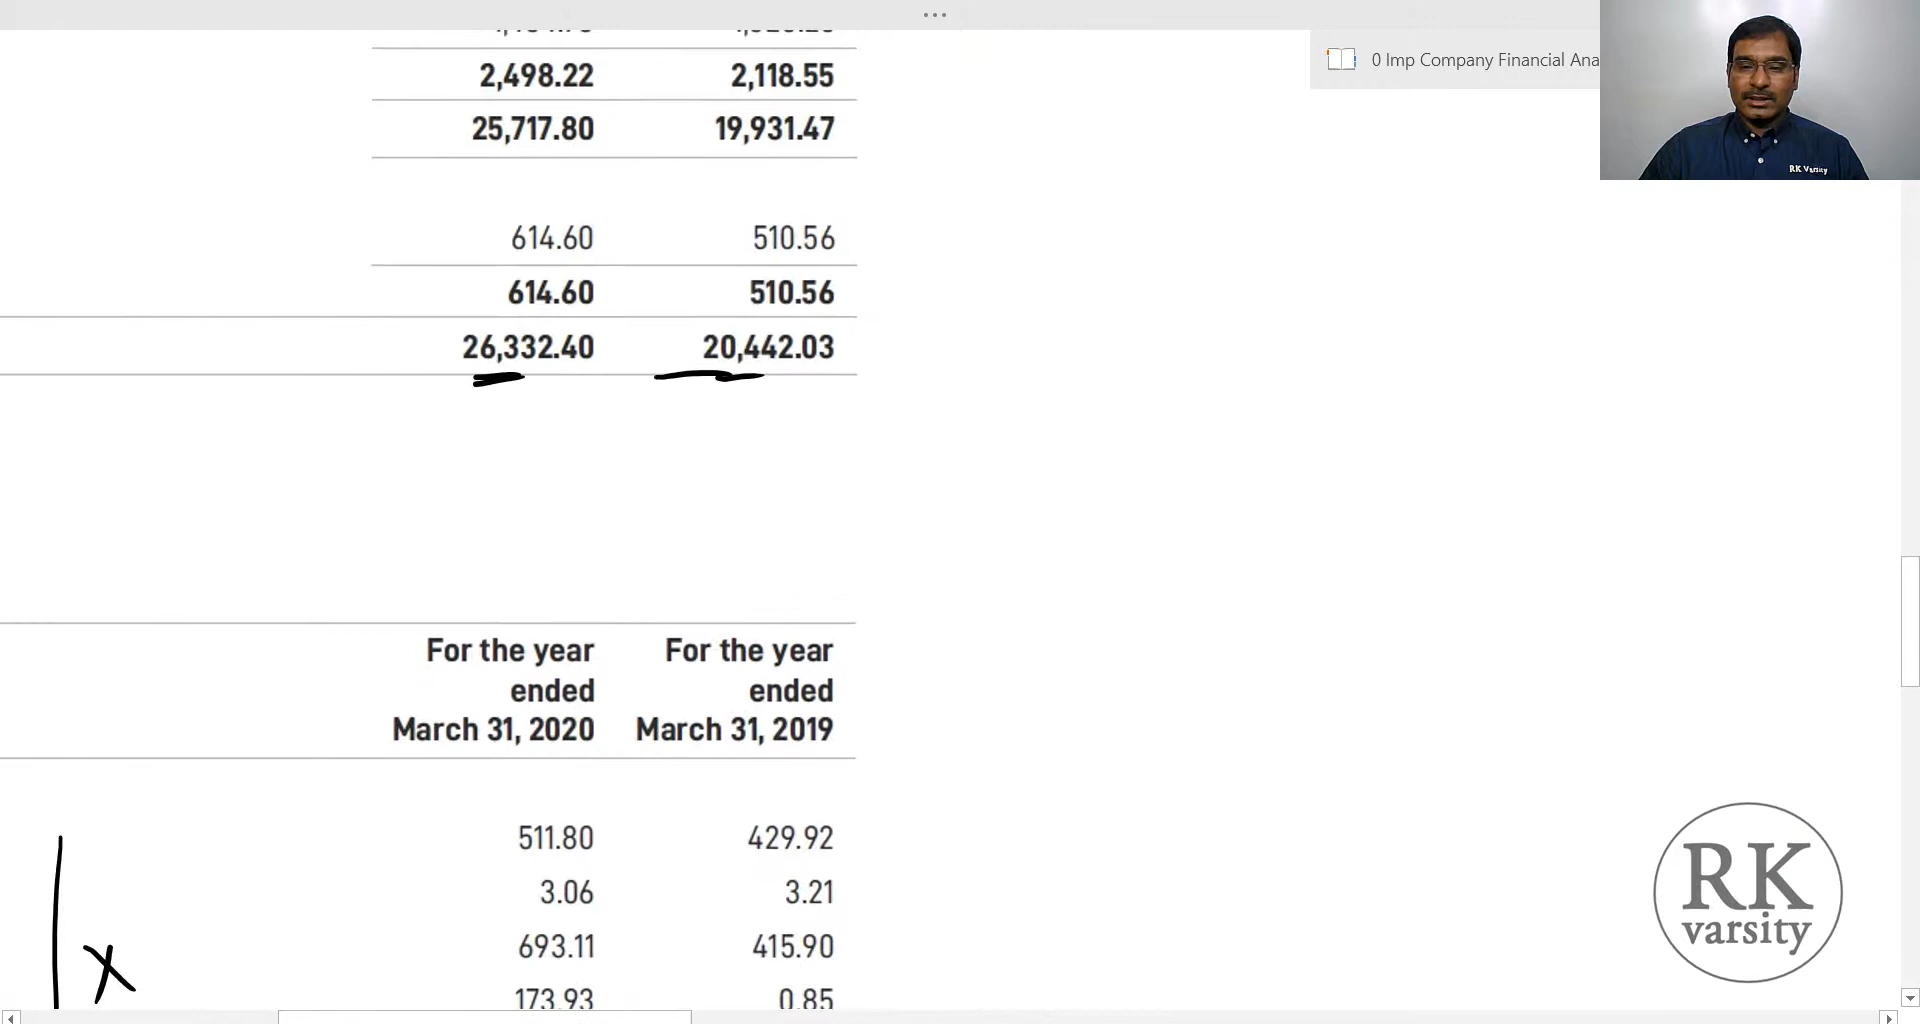 0 Imp Company Financial Ana
2,498.22 2,118.55
RK Varsity
25,717.80 19,931.47
614.60 510.56
614.60 510.56
26,332.40 20,442.03
For the year For the year
ended ended
March 31, 2020 March 31, 2019
511.80 429.92
3.06 3.21
x 693.11 415.90
173.93 0.85
RK
varsity